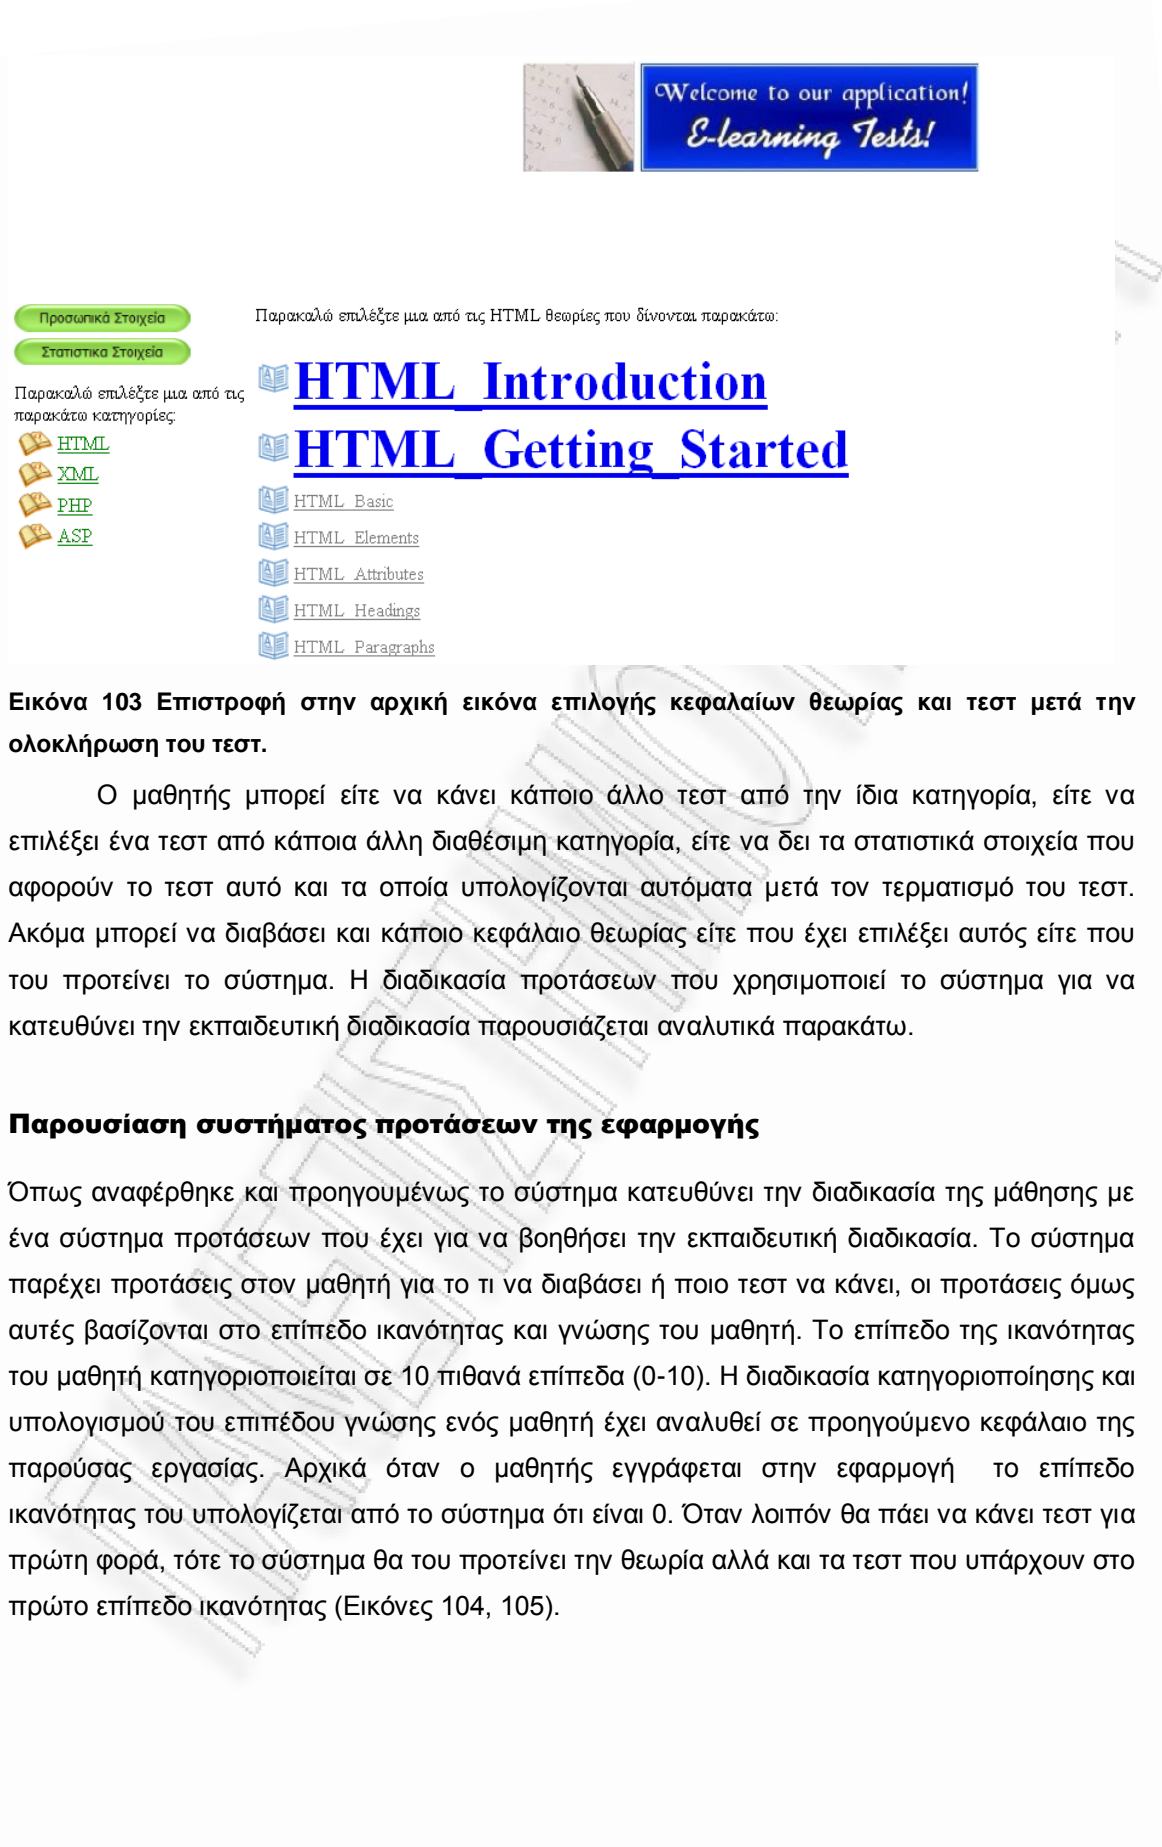 Welcome to our application!
E-learning Tests!
Προσωπικά Στοιχεία
Στατιστικα Στοιχεία
Παρακαλώ επιλέξτε μια από τις
παρακάτω κατηγορίες:
HTML
XML
PHP
ASP
Παρακαλώ επιλέξτε μια από τις HTML θεωρίες που δίνονται παρακάτω:
HTML_Introduction
HTML_Getting_Started
HTML_Basic
HTML_Elements
HTML_Attributes
HTML_Headings
HTML_Paragraphs
Εικόνα 103 Επιστροφή στην αρχική εικόνα επιλογής κεφαλαίων θεωρίας και τεστ μετά την
ολοκλήρωση του τεστ.
Ο μαθητής μπορεί είτε να κάνει κάποιο άλλο τεστ από την ίδια κατηγορία, είτε να
επιλέξει ένα τεστ από κάποια άλλη διαθέσιμη κατηγορία, είτε να δει τα στατιστικά στοιχεία που
αφορούν το τεστ αυτό και τα οποία υπολογίζονται αυτόματα μετά τον τερματισμό του τεστ.
Ακόμα μπορεί να διαβάσει και κάποιο κεφάλαιο θεωρίας είτε που έχει επιλέξει αυτός είτε που
του προτείνει το σύστημα. Η διαδικασία προτάσεων που χρησιμοποιεί το σύστημα για να
κατευθύνει την εκπαιδευτική διαδικασία παρουσιάζεται αναλυτικά παρακάτω.
Παρουσίαση συστήματος προτάσεων της εφαρμογής
Όπως αναφέρθηκε και προηγουμένως το σύστημα κατευθύνει την διαδικασία της μάθησης με
ένα σύστημα προτάσεων που έχει για να βοηθήσει την εκπαιδευτική διαδικασία. Το σύστημα
παρέχει προτάσεις στον μαθητή για το τι να διαβάσει ή ποιο τεστ να κάνει, οι προτάσεις όμως
αυτές βασίζονται στο επίπεδο ικανότητας και γνώσης του μαθητή. Το επίπεδο της ικανότητας
του μαθητή κατηγοριοποιείται σε 10 πιθανά επίπεδα (0-10). Η διαδικασία κατηγοριοποίησης και
υπολογισμού του επιπέδου γνώσης ενός μαθητή έχει αναλυθεί σε προηγούμενο κεφάλαιο της
παρούσας εργασίας. Αρχικά όταν ο μαθητής εγγράφεται στην εφαρμογή το επίπεδο
ικανότητας του υπολογίζεται από το σύστημα ότι είναι 0. Όταν λοιπόν θα πάει να κάνει τεστ για
πρώτη φορά, τότε το σύστημα θα του προτείνει την θεωρία αλλά και τα τεστ που υπάρχουν στο
πρώτο επίπεδο ικανότητας (Εικόνες 104, 105).